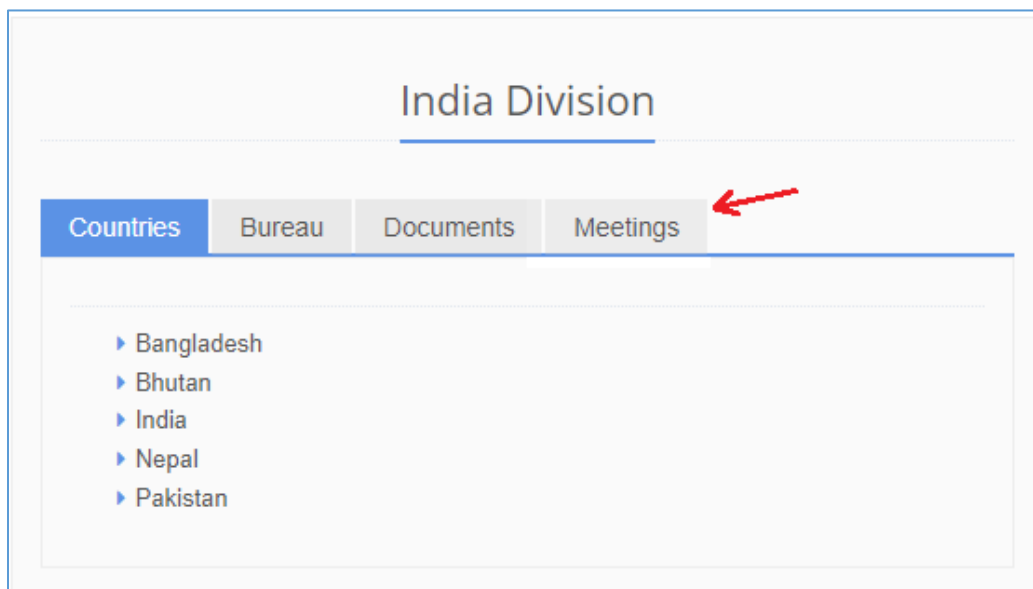 India Division
Countries Bureau Documents Meetings
Bangladesh
Bhutan
India
Nepal
Pakistan